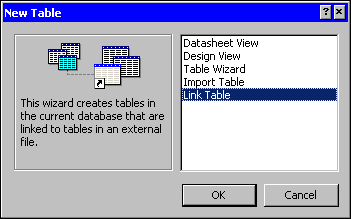 New Table
This wizard creates tables in
the current database that are
linked to tables in an external
file.
Datasheet View
Design View
Table Wizard
Import Table
Link Table
OK
Cancel